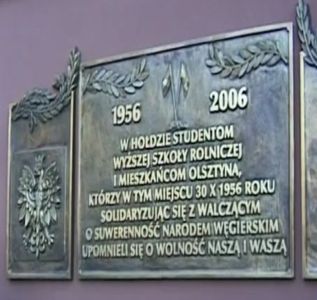 1956 2006
W HOŁDZIE STUDENTOM
WYŻSZEJ SZKOŁY ROLNICZEJ
I MIESZKAŃCOM OLSZTYNA,
KTÓRZY W TYM MIEJSCU 30 X 1956 ROKU
SOLIDARYZUJĄC SIĘ Z WALCZĄCYM
O SUWERENNOŚĆ NARODEM WĘGIERSKIM
UPOMNIELI SIĘ O WOLNOŚĆ NASZĄ I WASZĄ